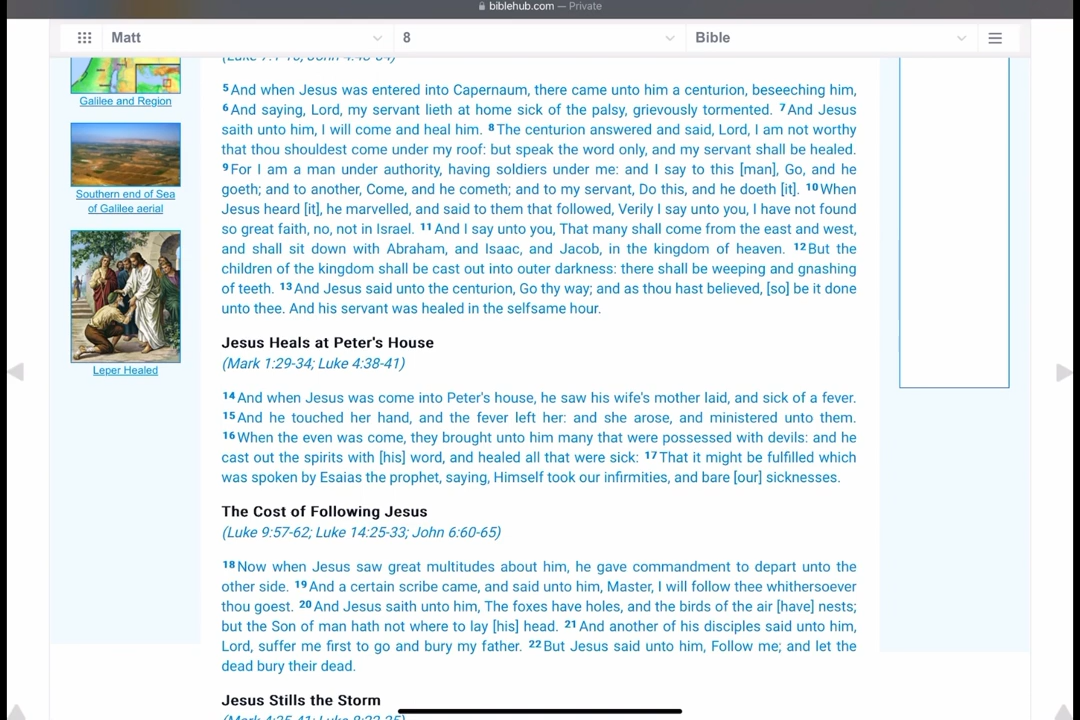 biblehub.com — Private
Matt
8
Bible
Galilee and Region
Southern end of Sea
of Galilee aerial
Leper Healed
5And when Jesus was entered into Capernaum, there came unto him a centurion, beseeching him,
6And saying, Lord, my servant lieth at home sick of the palsy, grievously tormented. 7And Jesus
saith unto him, I will come and heal him. 8The centurion answered and said, Lord, I am not worthy
that thou shouldest come under my roof: but speak the word only, and my servant shall be healed.
9For I am a man under authority, having soldiers under me: and I say to this [man], Go, and he
goeth; and to another, Come, and he cometh; and to my servant, Do this, and he doeth [it]. 10When
Jesus heard [it], he marvelled, and said to them that followed, Verily I say unto you, I have not found
so great faith, no, not in Israel. 11And I say unto you, That many shall come from the east and west,
and shall sit down with Abraham, and Isaac, and Jacob, in the kingdom of heaven. 12But the
children of the kingdom shall be cast out into outer darkness: there shall be weeping and gnashing
of teeth. 13And Jesus said unto the centurion, Go thy way; and as thou hast believed, [so] be it done
unto thee. And his servant was healed in the selfsame hour.
Jesus Heals at Peter's House
(Mark 1:29-34; Luke 4:38-41)
14And when Jesus was come into Peter's house, he saw his wife's mother laid, and sick of a fever.
15And he touched her hand, and the fever left her: and she arose, and ministered unto them.
16When the even was come, they brought unto him many that were possessed with devils: and he
cast out the spirits with [his] word, and healed all that were sick: 17That it might be fulfilled which
was spoken by Esaias the prophet, saying, Himself took our infirmities, and bare [our] sicknesses.
The Cost of Following Jesus
(Luke 9:57-62; Luke 14:25-33; John 6:60-65)
18Now when Jesus saw great multitudes about him, he gave commandment to depart unto the
other side. 19And a certain scribe came, and said unto him, Master, I will follow thee whithersoever
thou goest. 20And Jesus saith unto him, The foxes have holes, and the birds of the air [have] nests;
but the Son of man hath not where to lay [his] head. 21And another of his disciples said unto him,
Lord, suffer me first to go and bury my father. 22But Jesus said unto him, Follow me; and let the
dead bury their dead.
Jesus Stills the Storm